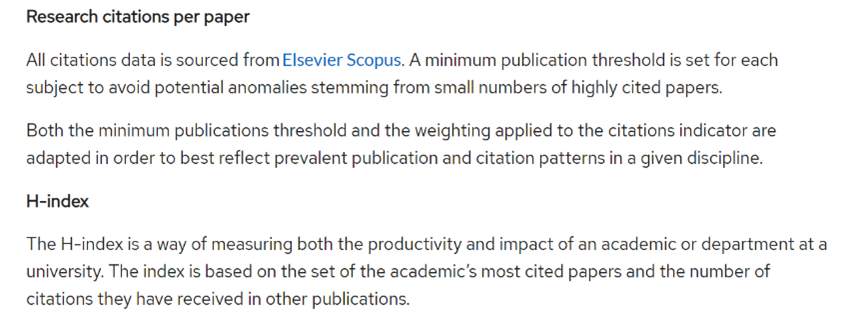 Research citations per paper
All citations data is sourced from Elsevier Scopus. A minimum publication threshold is set for each
subject to avoid potential anomalies stemming from small numbers of highly cited papers.
Both the minimum publications threshold and the weighting applied to the citations indicator are
adapted in order to best reflect prevalent publication and citation patterns in a given discipline.
H-index
The H-index is a way of measuring both the productivity and impact of an academic or department at a
university. The index is based on the set of the academic’s most cited papers and the number of
citations they have received in other publications.